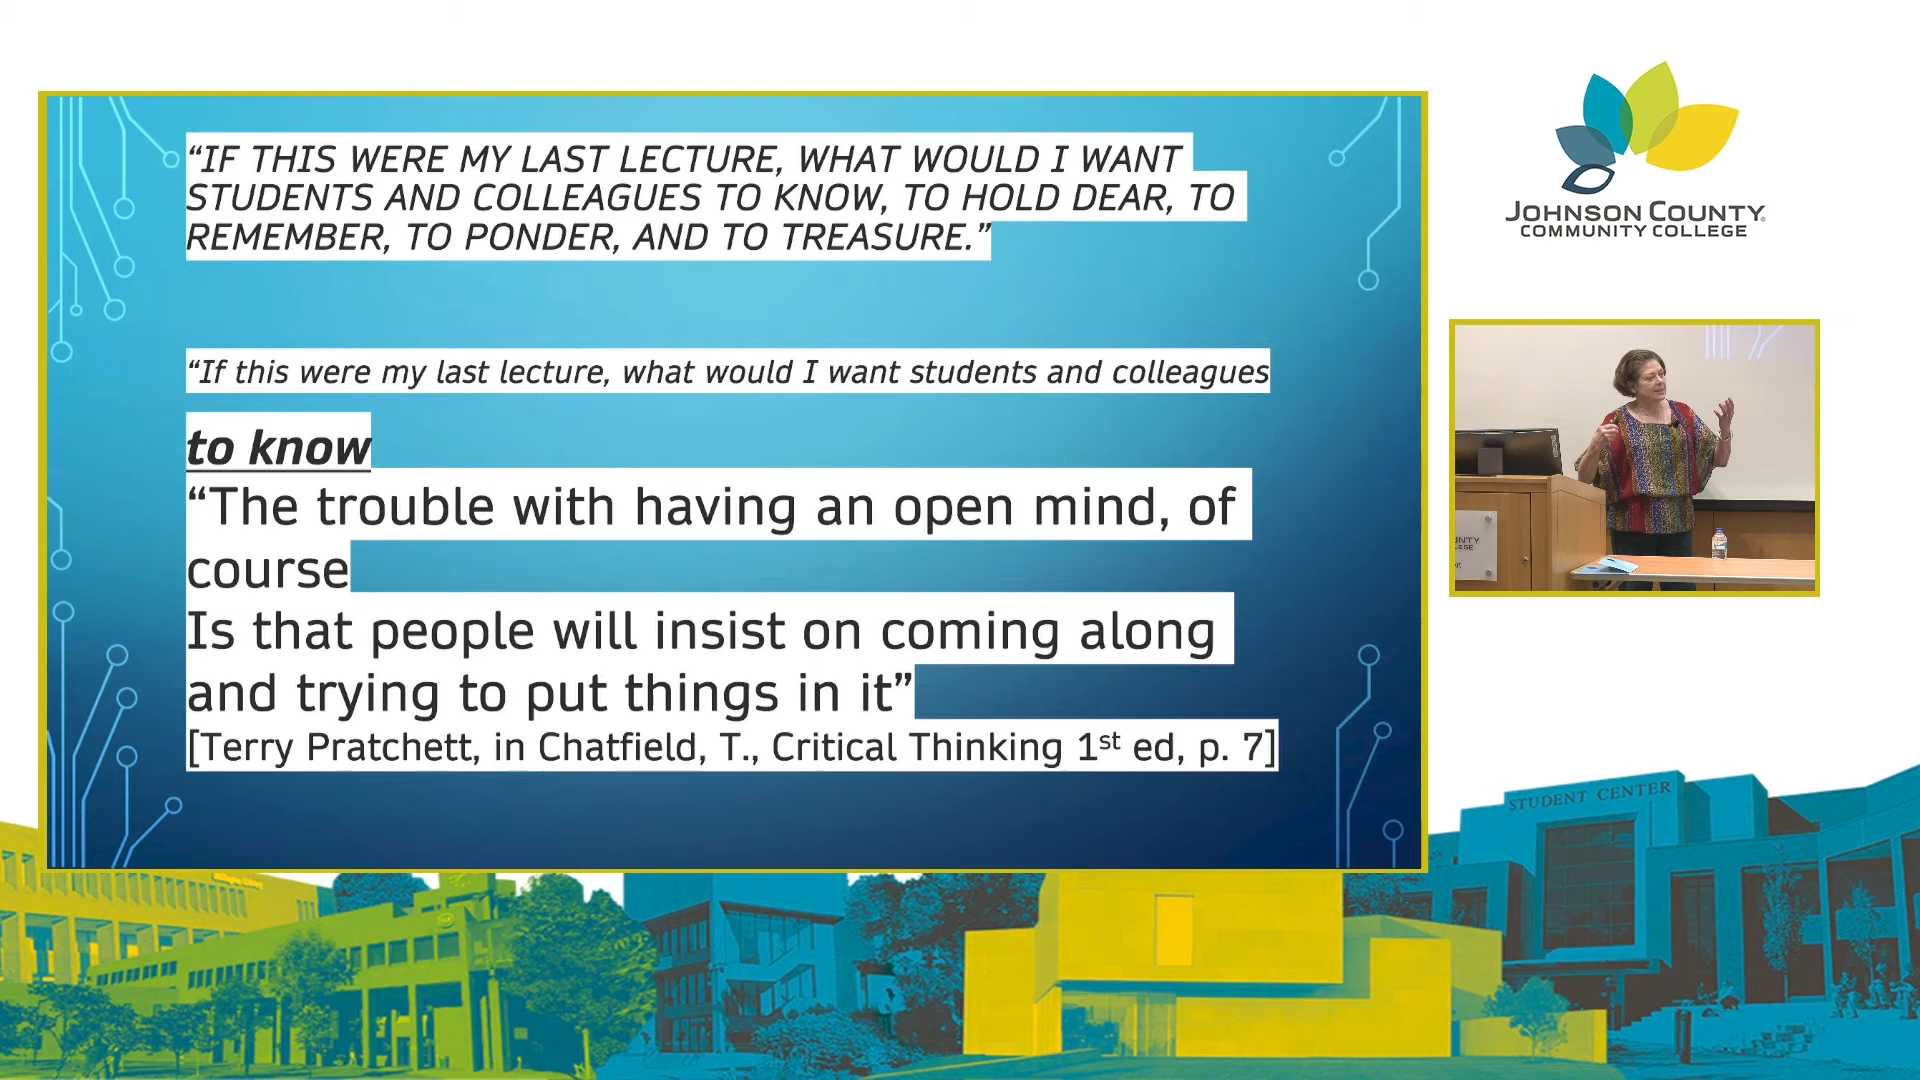 “IF THIS WERE MY LAST LECTURE, WHAT WOULD I WANT
STUDENTS AND COLLEAGUES TO KNOW, TO HOLD DEAR, TO
REMEMBER, TO PONDER, AND TO TREASURE.”
“If this were my last lecture, what would I want students and colleagues
to know
“The trouble with having an open mind, of
course
Is that people will insist on coming along
and trying to put things in it”
[Terry Pratchett, in Chatfield, T., Critical Thinking 1st ed, p. 7]
JOHNSON COUNTY
COMMUNITY COLLEGE
STUDENT CENTER